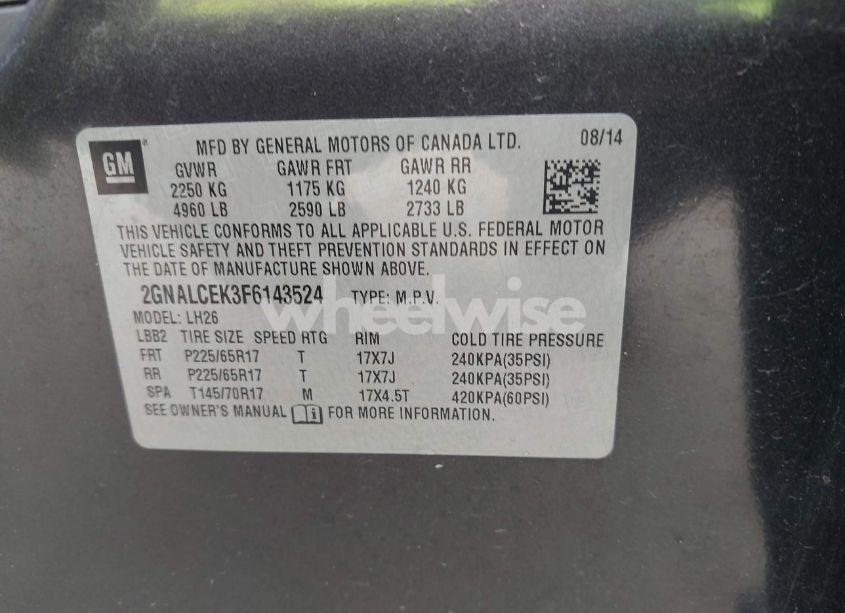 GM
MFD BY GENERAL MOTORS OF CANADA LTD. 08/14
GVWR GAWR FRT GAWR RR
2250 KG 1175 KG 1240 KG
4960 LB 2590 LB 2733 LB
THIS VEHICLE CONFORMS TO ALL APPLICABLE U.S. FEDERAL MOTOR
VEHICLE SAFETY AND THEFT PREVENTION STANDARDS IN EFFECT ON
THE DATE OF MANUFACTURE SHOWN ABOVE.
2GNALCEK3F6143524 TYPE: M.P.V.
wheelwise
MODEL: LH26
LBB2 TIRE SIZE SPEED RTG RIM COLD TIRE PRESSURE
FRT P225/65R17 T 17X7J 240KPA(35PSI)
RR P225/65R17 T 17X7J 240KPA(35PSI)
SPA T145/70R17 M 17X4.5T 420KPA(60PSI)
SEE OWNER'S MANUAL FOR MORE INFORMATION.